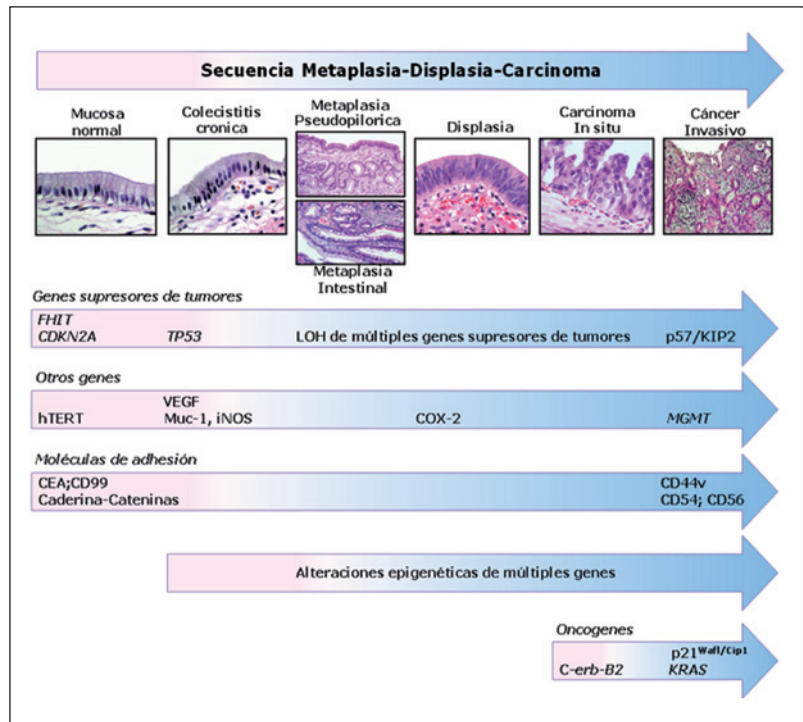 Secuencia Metaplasia-Displasia-Carcinoma
Mucosa
normal
Colecistitis
cronica
Metaplasia
Pseudopilorica
Displasia
Carcinoma
In situ
Cáncer
Invasivo
Metaplasia
Intestinal
Genes supresores de tumores
FHIT
CDKN2A TP53 LOH de múltiples genes supresores de tumores p57/KIP2
Otros genes
VEGF
hTERT Muc-1, iNOS COX-2 MGMT
Moléculas de adhesión
CEA;CD99 CD44v
Caderina-Cateninas CD54; CD56
Alteraciones epigenéticas de múltiples genes
Oncogenes
p21Waf1/Cip1
C-erb-B2 KRAS